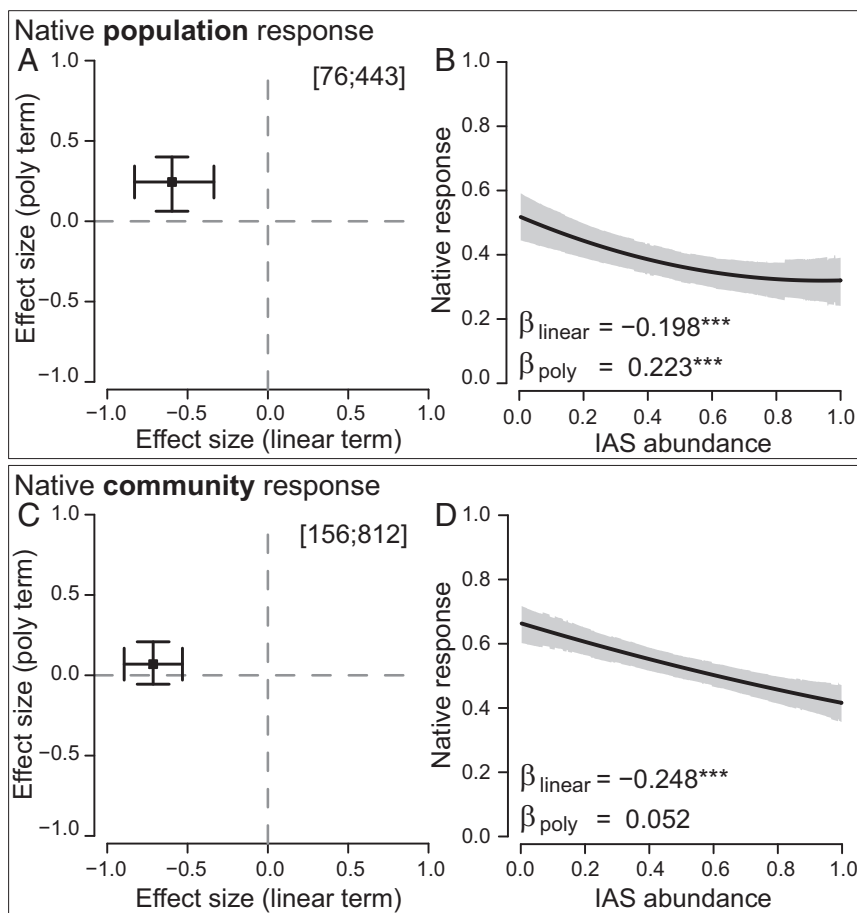 Native population response
A
[76;443]
Effect size (poly term)
1.0
0.5
0.0
−0.5
−1.0
−1.0 −0.5 0.0 0.5 1.0
Effect size (linear term)
B
Native response
1.0
0.8
0.6
0.4
0.2
0.0
βlinear = −0.198***
βpoly = 0.223***
0.0 0.2 0.4 0.6 0.8 1.0
IAS abundance
Native community response
C
[156;812]
Effect size (poly term)
1.0
0.5
0.0
−0.5
−1.0
−1.0 −0.5 0.0 0.5 1.0
Effect size (linear term)
D
Native response
1.0
0.8
0.6
0.4
0.2
0.0
βlinear = −0.248***
βpoly = 0.052
0.0 0.2 0.4 0.6 0.8 1.0
IAS abundance